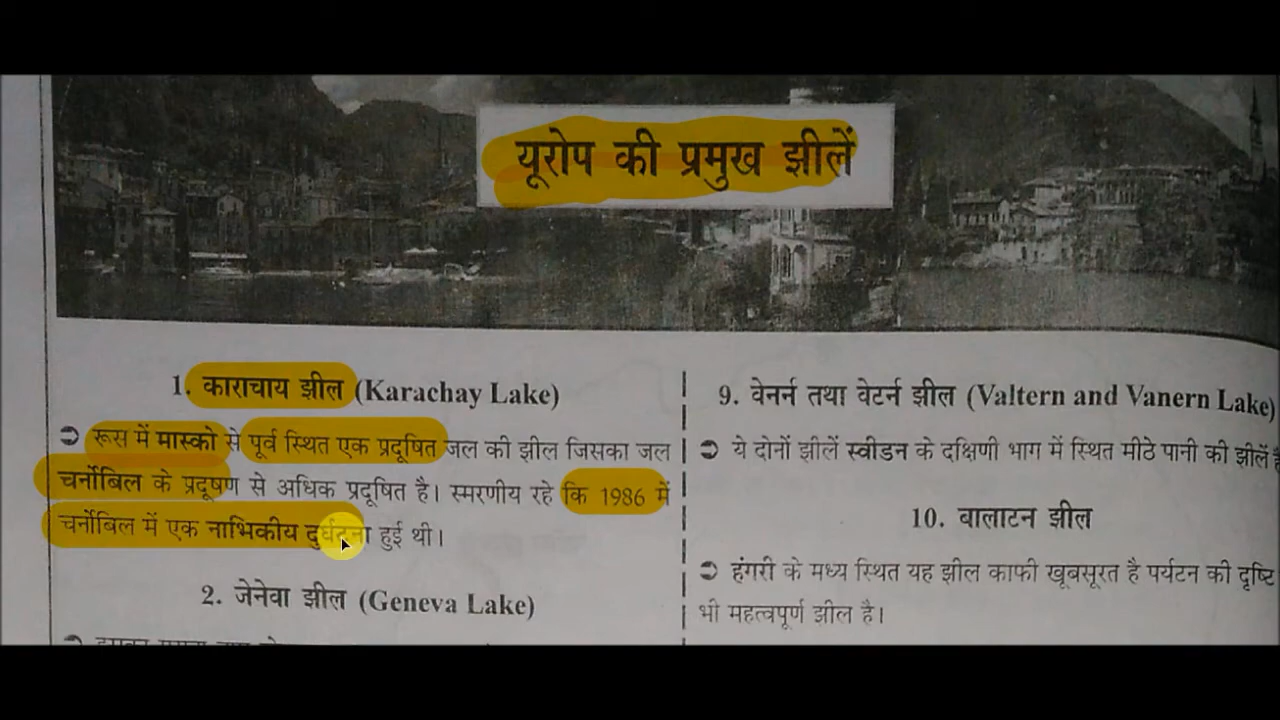 यूरोप की प्रमुख झीलें
1. काराचाय झील (Karachay Lake)
रूस में मास्को से पूर्व स्थित एक प्रदूषित जल की झील जिसका जल
चर्नोबिल के प्रदूषण से अधिक प्रदूषित है। स्मरणीय रहे कि 1986 में
चर्नोबिल में एक नाभिकीय दुर्घटना हुई थी।
2. जेनेवा झील (Geneva Lake)
9. वेनर्न तथा वेटर्न झील (Valtern and Vanern Lake)
ये दोनों झीलें स्वीडन के दक्षिणी भाग में स्थित मीठे पानी की झीलें
10. बालाटन झील
हंगरी के मध्य स्थित यह झील काफी खूबसूरत है पर्यटन की दृष्टि
भी महत्वपूर्ण झील है।